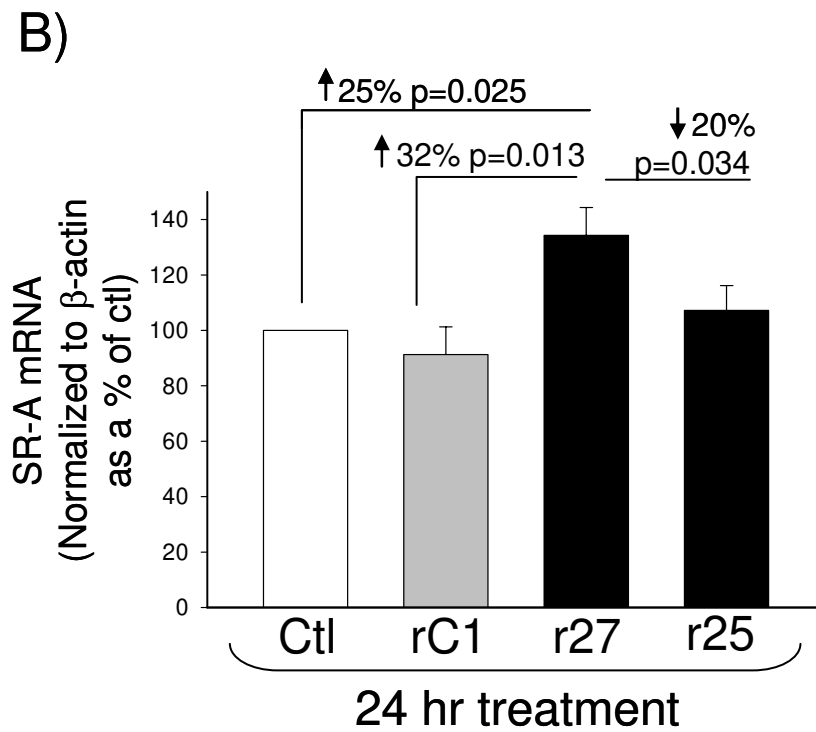 B)
↑25% p=0.025
↓20%
↑32% p=0.013
p=0.034
SR-A mRNA
(Normalized to β-actin
as a % of ctl)
140
120
100
80
60
40
20
0
Ctl rC1 r27 r25
24 hr treatment